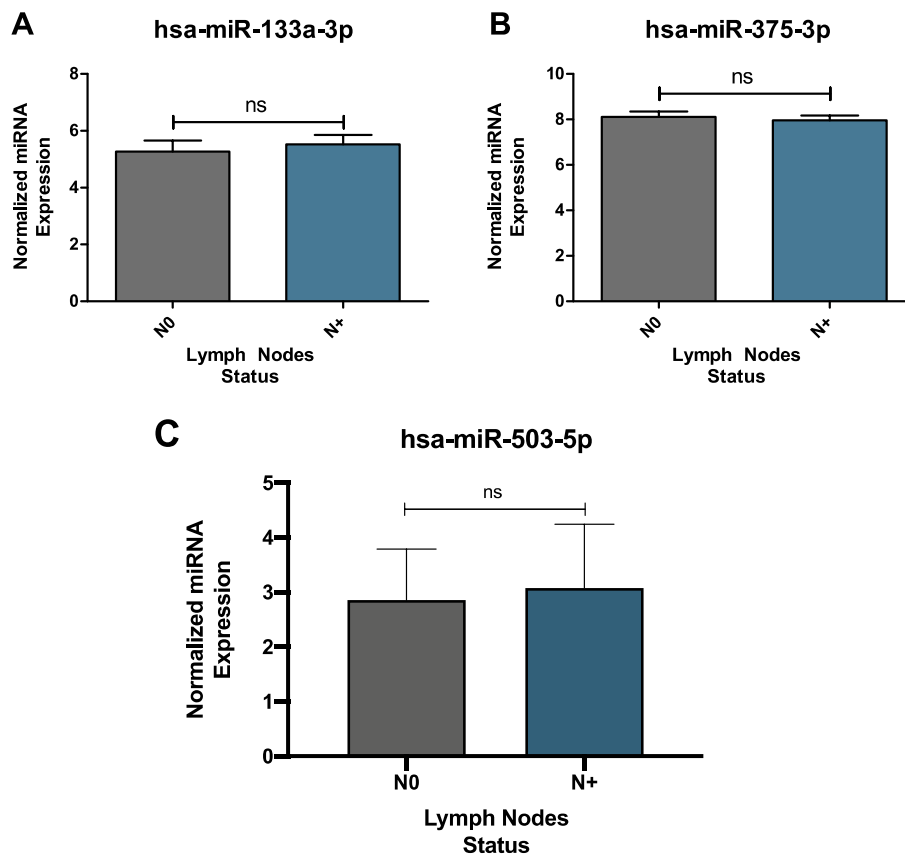 A
hsa-miR-133a-3p
Normalized miRNA
Expression
8
6
4
2
0
ns
N0
N+
Lymph Nodes
Status
B
hsa-miR-375-3p
Normalized miRNA
Expression
10
8
6
4
2
0
ns
N0
N+
Lymph Nodes
Status
C
hsa-miR-503-5p
Normalized miRNA
Expression
5
4
3
2
1
0
ns
N0
N+
Lymph Nodes
Status